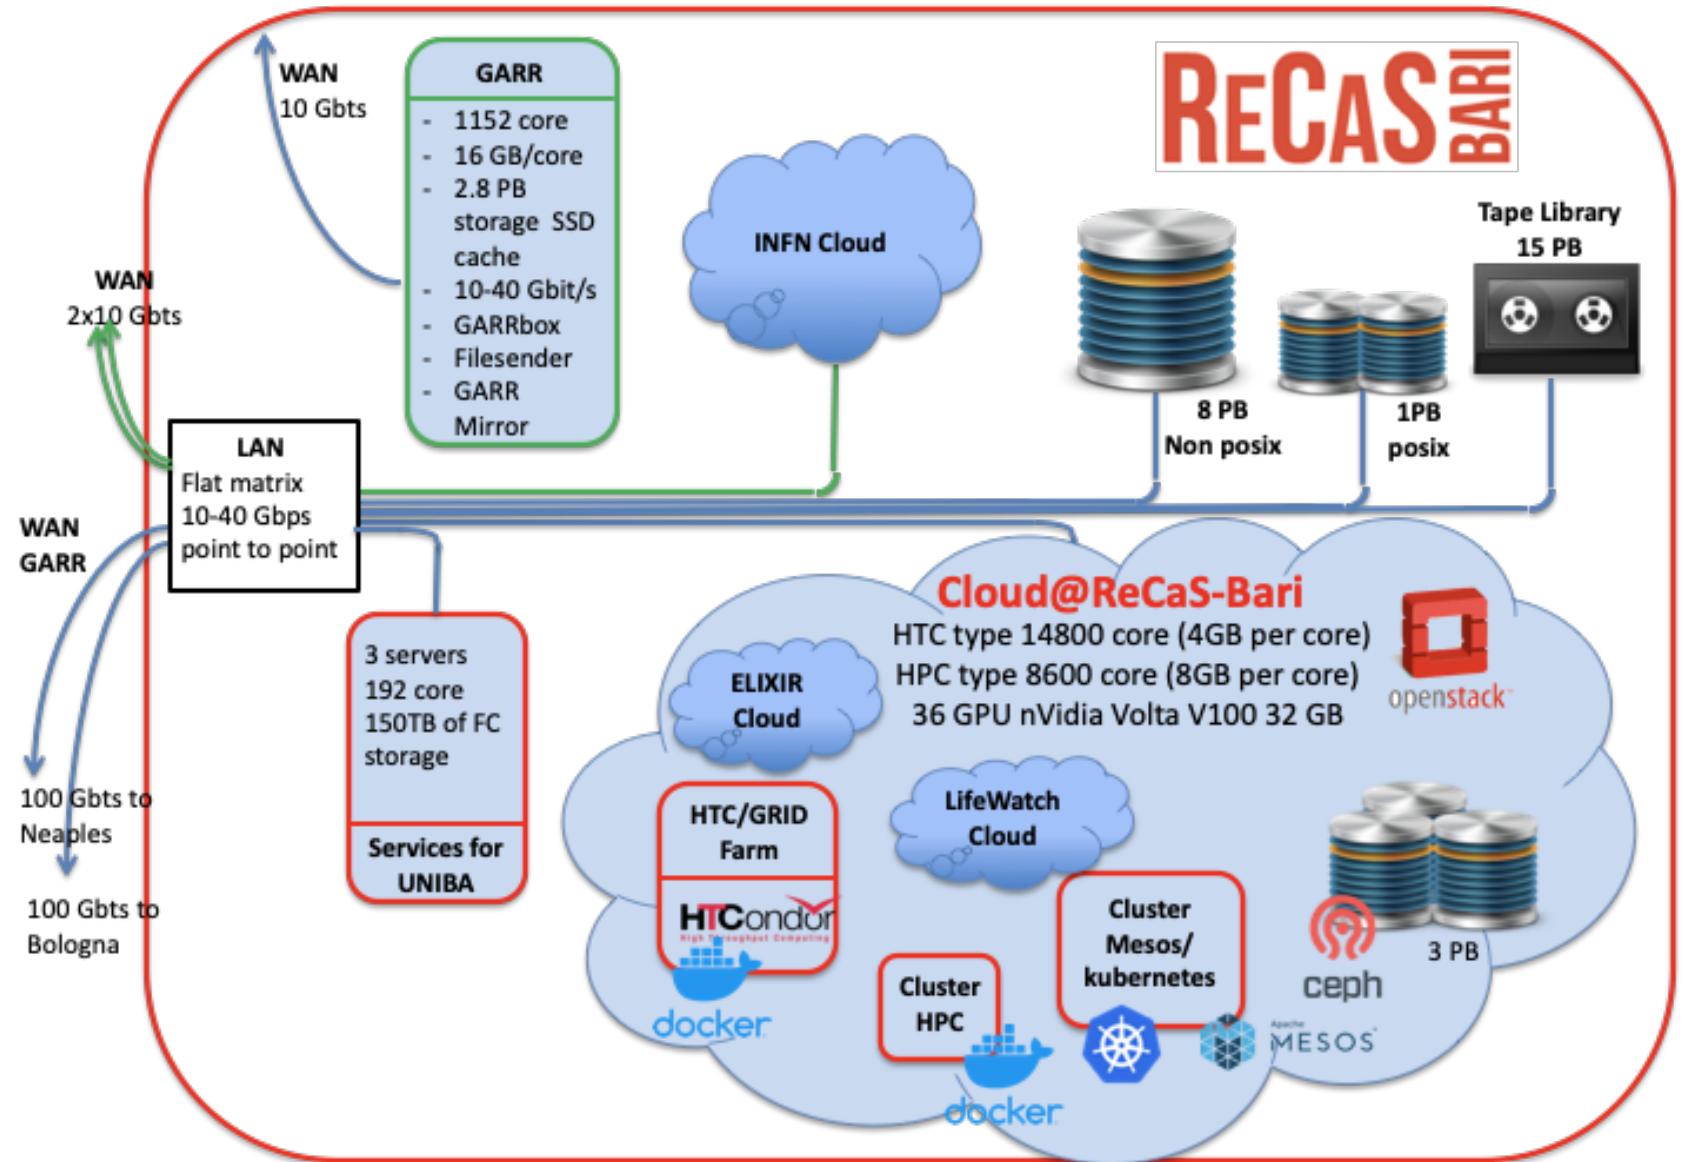 WAN
10 Gbts
GARR
- 1152 core
- 16 GB/core
- 2.8 PB
storage SSD
cache
- 10-40 Gbit/s
- GARRbox
- Filesender
- GARR
Mirror
INFN Cloud
ReCaS
BARI
Tape Library
15 PB
8 PB
Non posix
1PB
posix
WAN
2x10 Gbts
LAN
Flat matrix
10-40 Gbps
point to point
WAN
GARR
100 Gbts to
Neaples
100 Gbts to
Bologna
3 servers
192 core
150TB of FC
storage
Services for
UNIBA
Cloud@ReCaS-Bari
HTC type 14800 core (4GB per core)
HPC type 8600 core (8GB per core)
36 GPU nVidia Volta V100 32 GB
openstack
ELIXIR
Cloud
LifeWatch
Cloud
HTC/GRID
Farm
HTCondor
High Throughput Computing
docker
Cluster
HPC
docker
Cluster
Mesos/
kubernetes
Apache
MESOS
ceph
3 PB